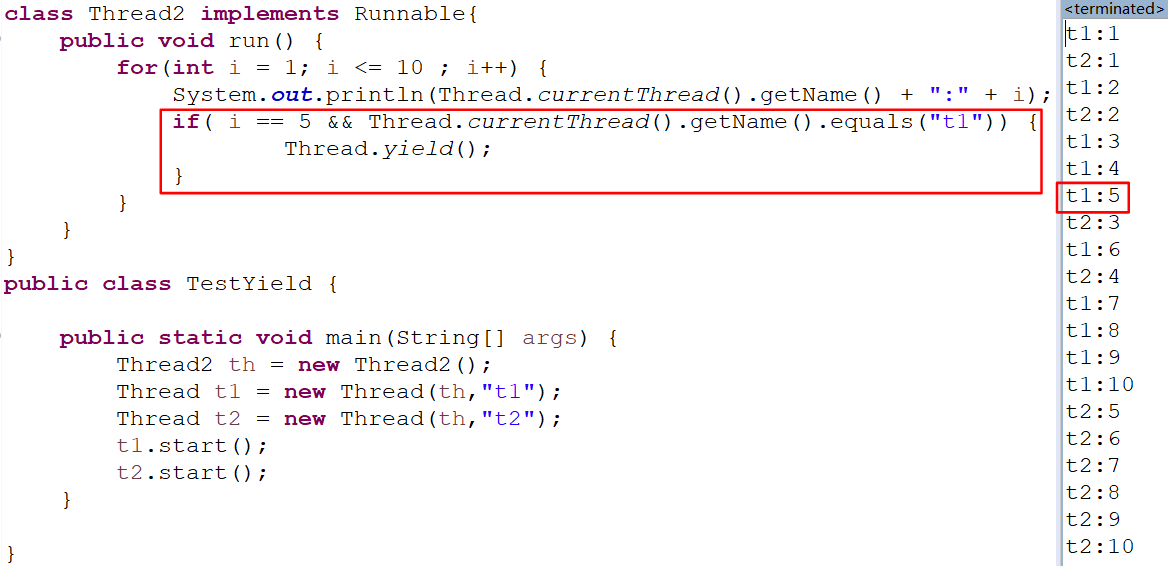 class Thread2 implements Runnable{
    public void run() {
        for(int i = 1; i <= 10 ; i++) {
            System.out.println(Thread.currentThread().getName() + ":" + i);
            if( i == 5 && Thread.currentThread().getName().equals("t1")) {
                    Thread.yield();
            }
        }
    }
}
public class TestYield {
    public static void main(String[] args) {
        Thread2 th = new Thread2();
        Thread t1 = new Thread(th,"t1");
        Thread t2 = new Thread(th,"t2");
        t1.start();
        t2.start();
    }
}
<terminated>
t1:1
t2:1
t1:2
t2:2
t1:3
t1:4
t1:5
t2:3
t1:6
t2:4
t1:7
t1:8
t1:9
t1:10
t2:5
t2:6
t2:7
t2:8
t2:9
t2:10